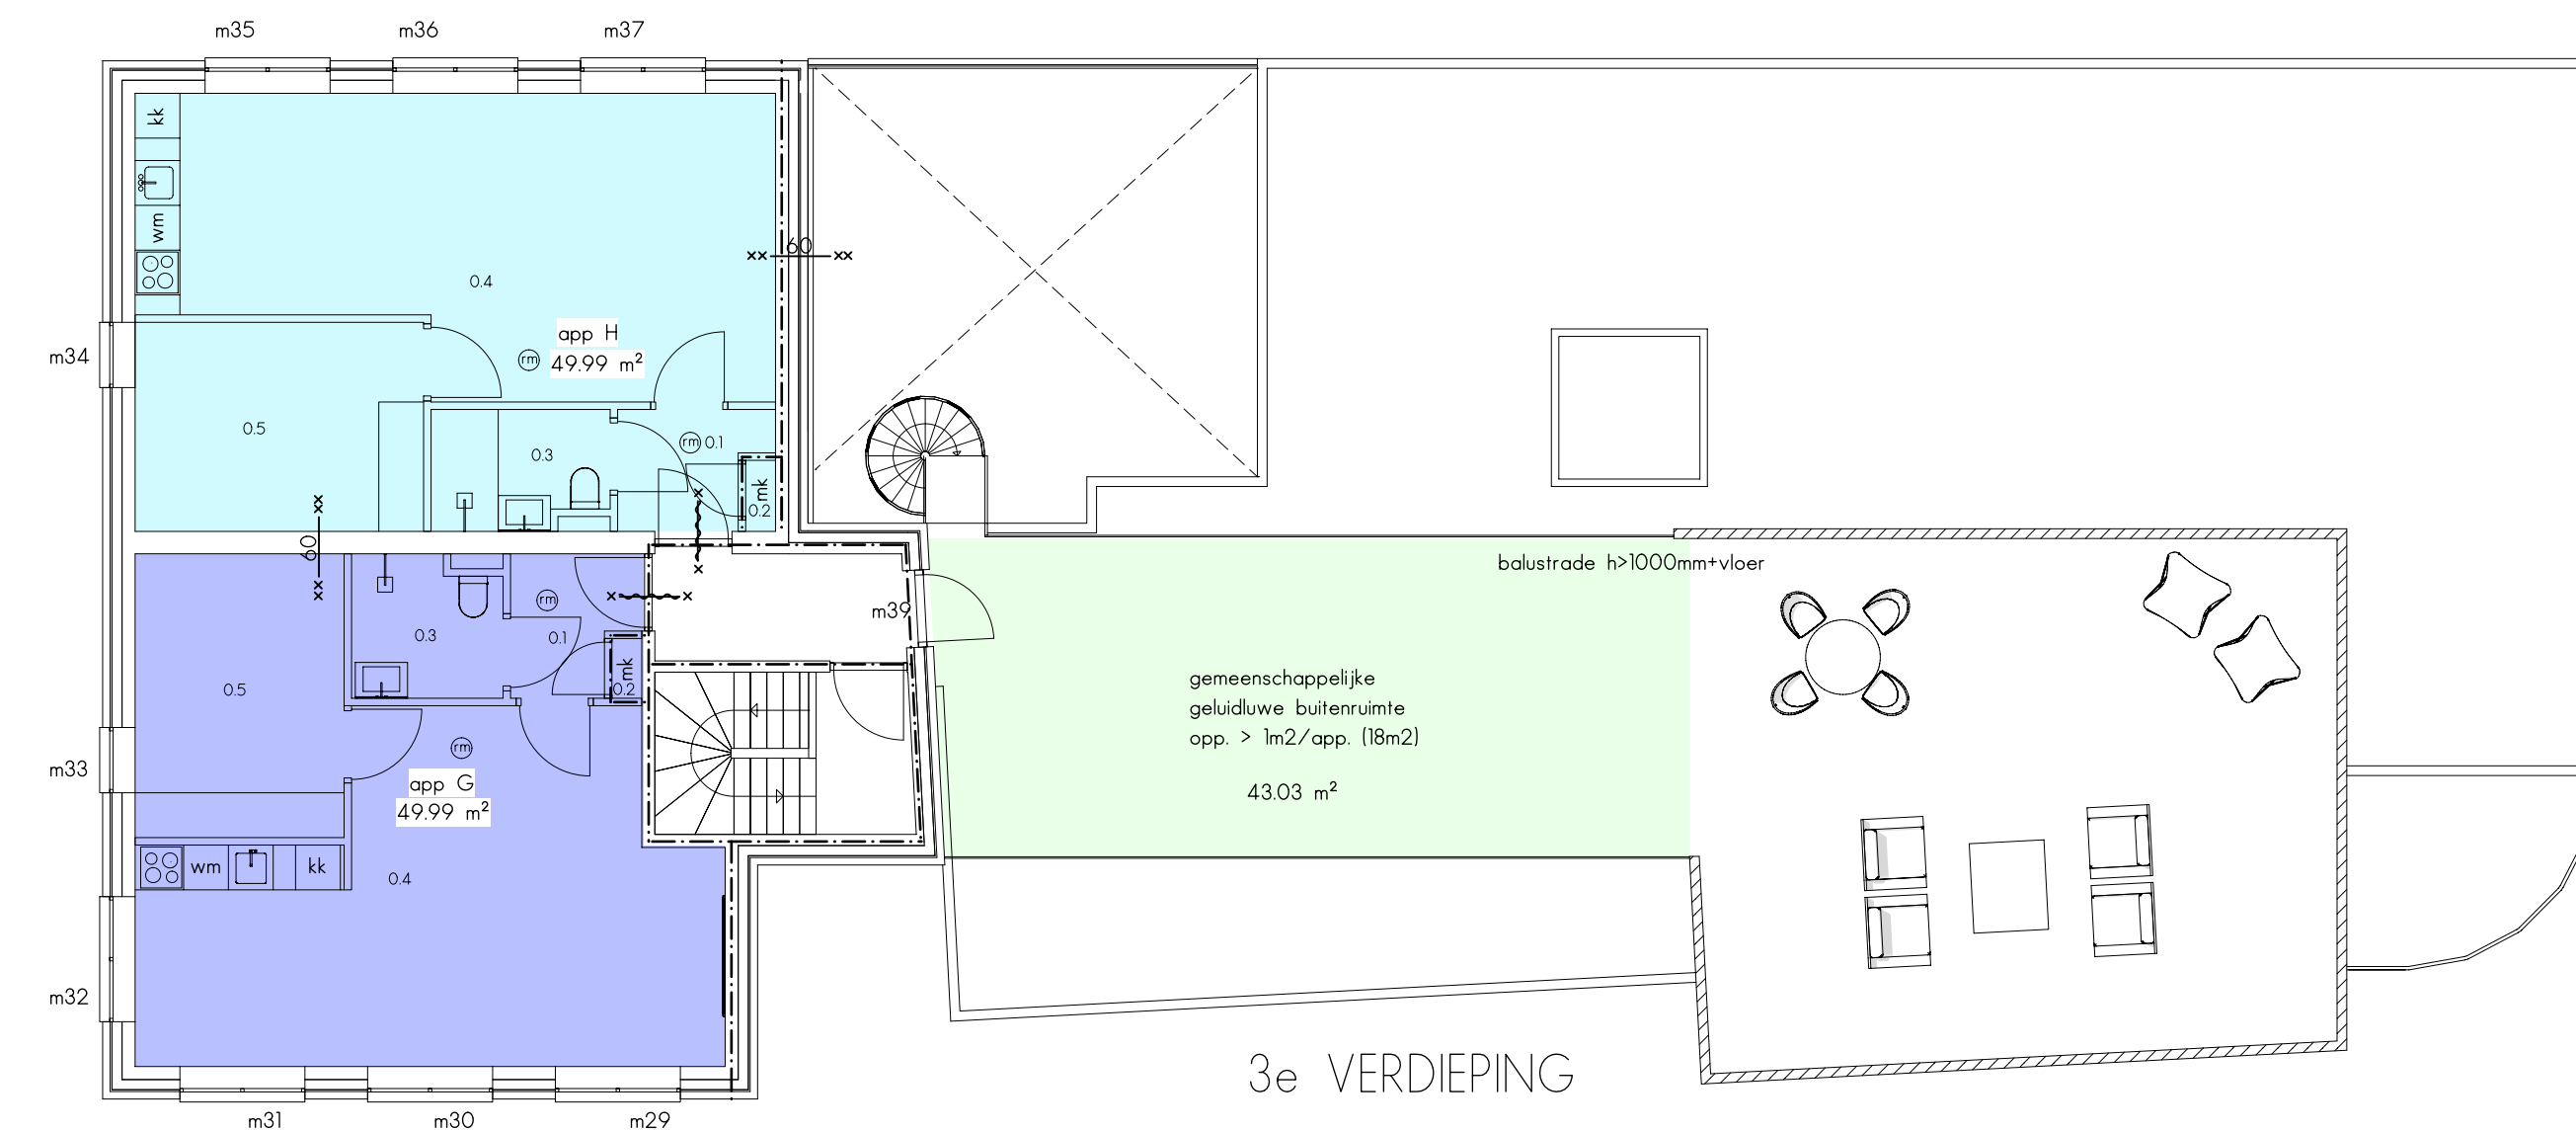 m35 m36 m37
kk
wm
60
0.4
app H
rm 49.99 m²
m34
0.5
rm 0.1
0.3
mk
0.2
60
balustrade h>1000mm+vloer
rm
m39
0.3
0.1
mk
0.2
0.5
gemeenschappelijke
geluidluwe buitenruimte
opp. > 1m2/app. (18m2)
43.03 m²
rm
m33
app G
49.99 m²
wm kk
0.4
m32
3e VERDIEPING
m31 m30 m29